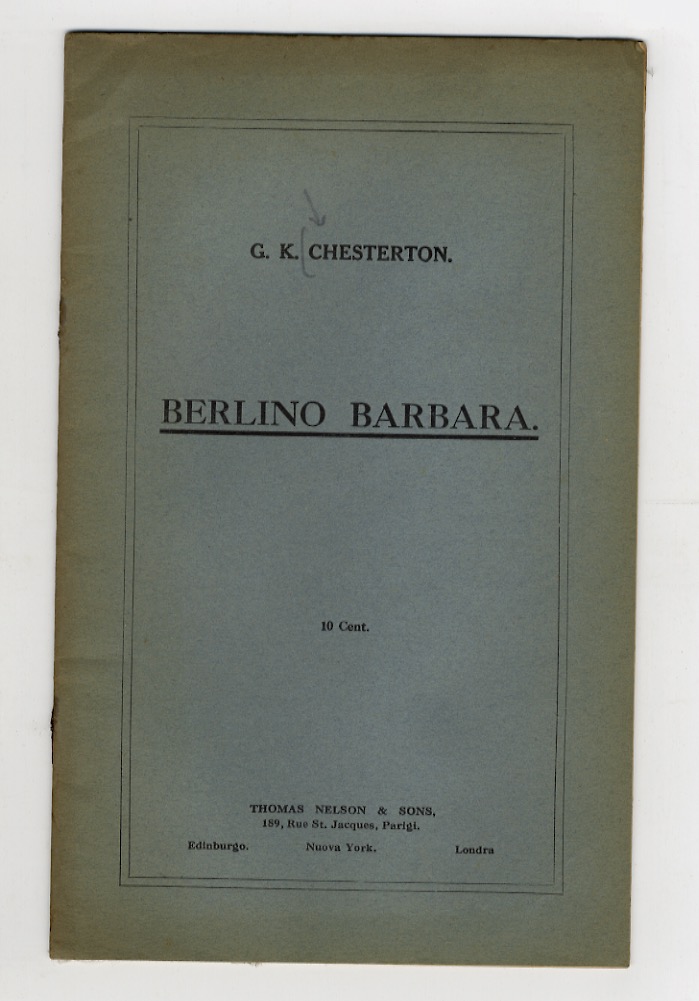 G. K. CHESTERTON.
BERLINO BARBARA.
10 Cent.
THOMAS NELSON & SONS,
189, Rue St. Jacques, Parigi.
Edinburgo. Nuova York. Londra